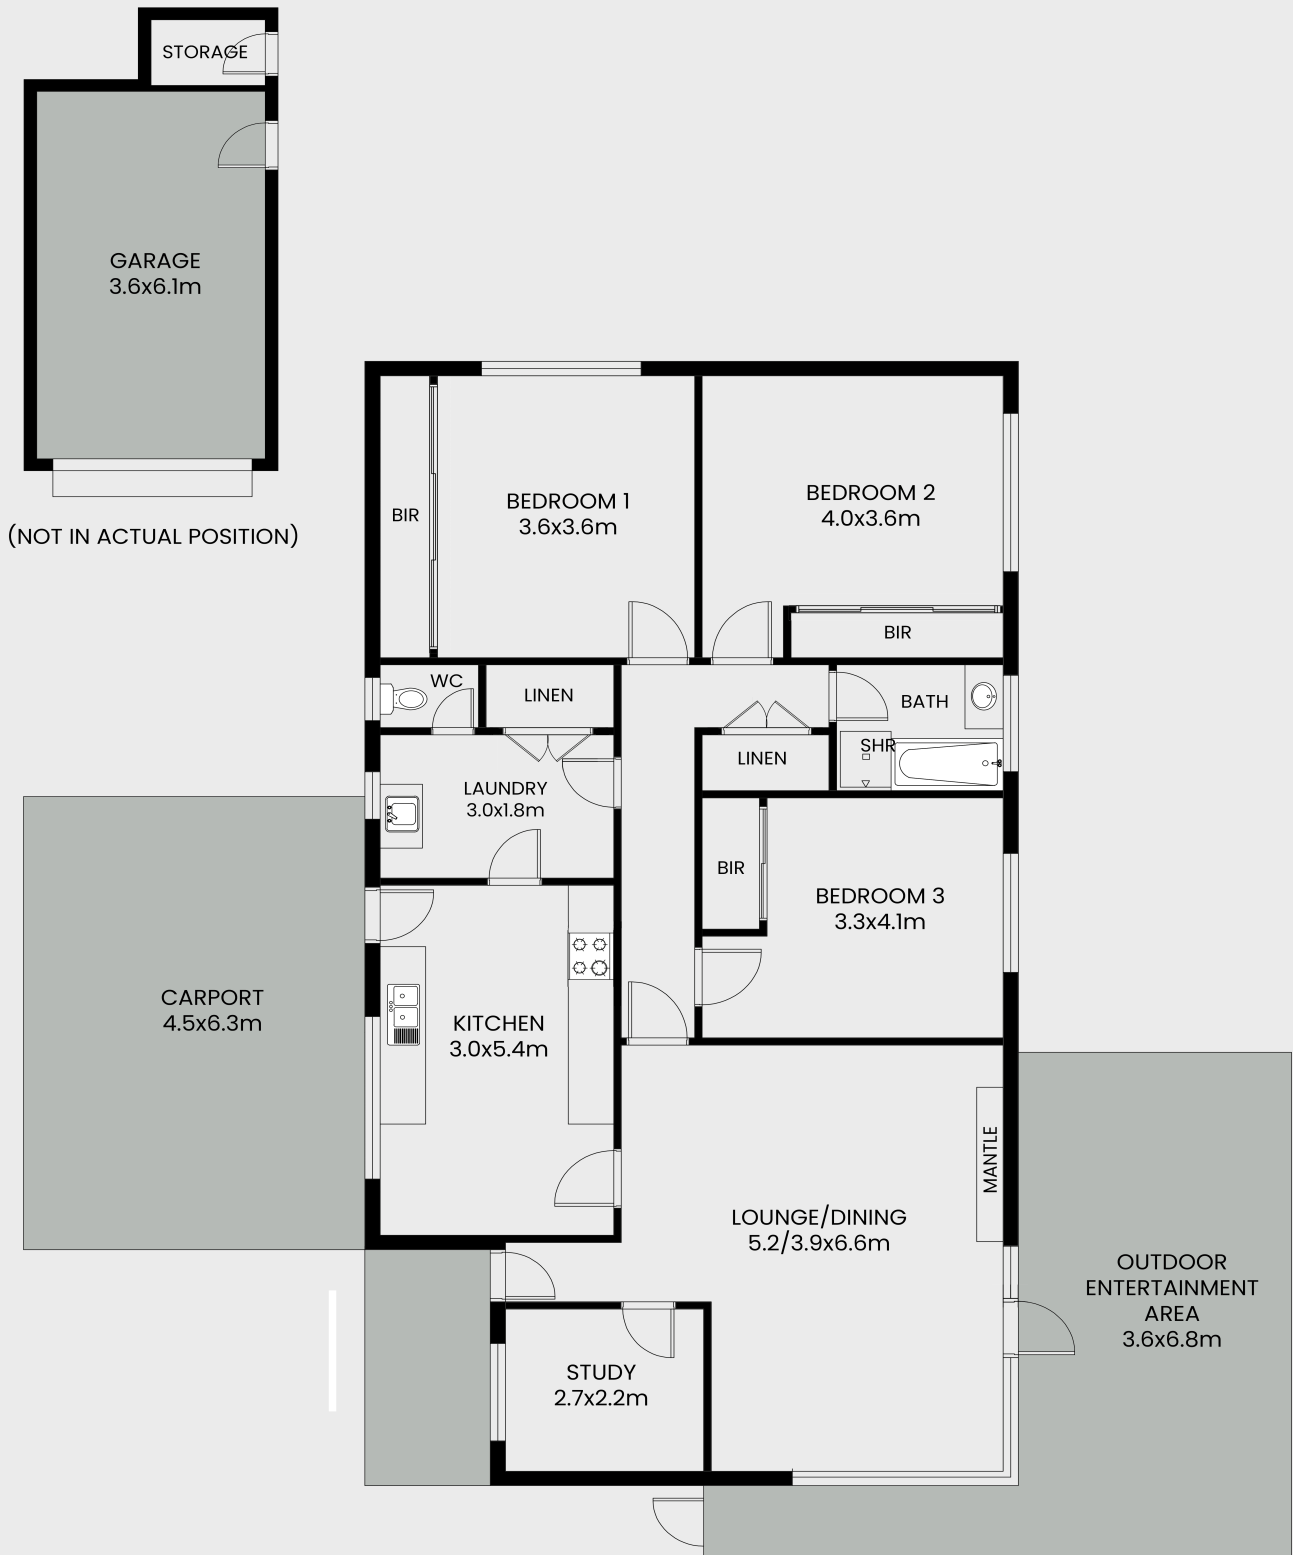 STORAGE
GARAGE
3.6x6.1m
(NOT IN ACTUAL POSITION)
BIR
BEDROOM 1
3.6x3.6m
BEDROOM 2
4.0x3.6m
BIR
WC
LINEN
BATH
SHR
LINEN
LAUNDRY
3.0x1.8m
BIR
BEDROOM 3
3.3x4.1m
CARPORT
4.5x6.3m
KITCHEN
3.0x5.4m
MANTLE
LOUNGE/DINING
5.2/3.9x6.6m
OUTDOOR
ENTERTAINMENT
AREA
3.6x6.8m
STUDY
2.7x2.2m